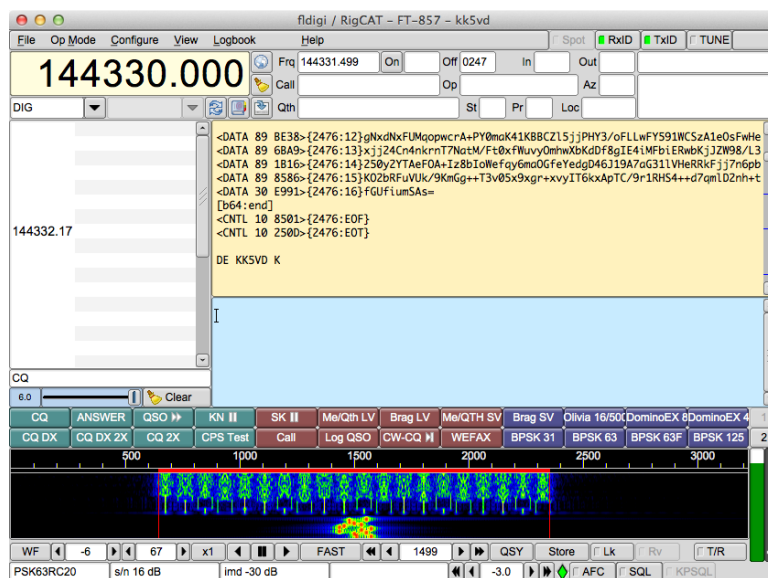 fldigi / RigCAT - FT-857 - kk5vd
File Op Mode Configure View Logbook Help Spot RxID TxID TUNE
144330.000 Frq 144331.499 On Off 0247 In Out
Call Op Az
DIG Qth St Pr Loc
<DATA 89 BE38>{2476:12}gNxdNxFUMqopwcrA+PY0maK41KBBCZl5jjPHY3/oFLLwFY591WCSzA1eOsFwHe
<DATA 89 6BA9>{2476:13}xjj24Cn4nkrnT7NatM/Ft0xfWuvyOmhwXbKdDf8gIE4iMFbiERwbKjJZW98/L3
<DATA 89 1B16>{2476:14}Z50y2YTAeFOA+Iz8bIoWefqy6maOGfeYedgD46J19A7oG31lVHeRRkFjj7n6pb
<DATA 89 8586>{2476:15}KO2bRFuVUk/9KmGg++T3v05x9xgr+xvyIT6kxApTC/9r1RHS4++d7qmlD2nh+t
<DATA 30 E991>{2476:16}fGUfiumSAs=
[b64:end]
<CNTL 10 8501>{2476:EOF}
<CNTL 10 250D>{2476:EOT}
144332.17
DE KK5VD K
CQ
6.0 Clear
CQ ANSWER QSO KN SK Me/Qth LV Brag LV Me/QTH SV Brag SV Olivia 16/500 DominoEX 8 DominoEX 4 1
CQ DX CQ DX 2X CQ 2X CPS Test Call Log QSO CW-CQ WEFAX BPSK 31 BPSK 63 BPSK 63F BPSK 125 2
500 1000 1500 2000 2500 3000
WF -6 67 x1 FAST 1499 QSY Store Lk Rv T/R
PSK63RC20 s/n 16 dB imd -30 dB -3.0 AFC SQL KPSQL